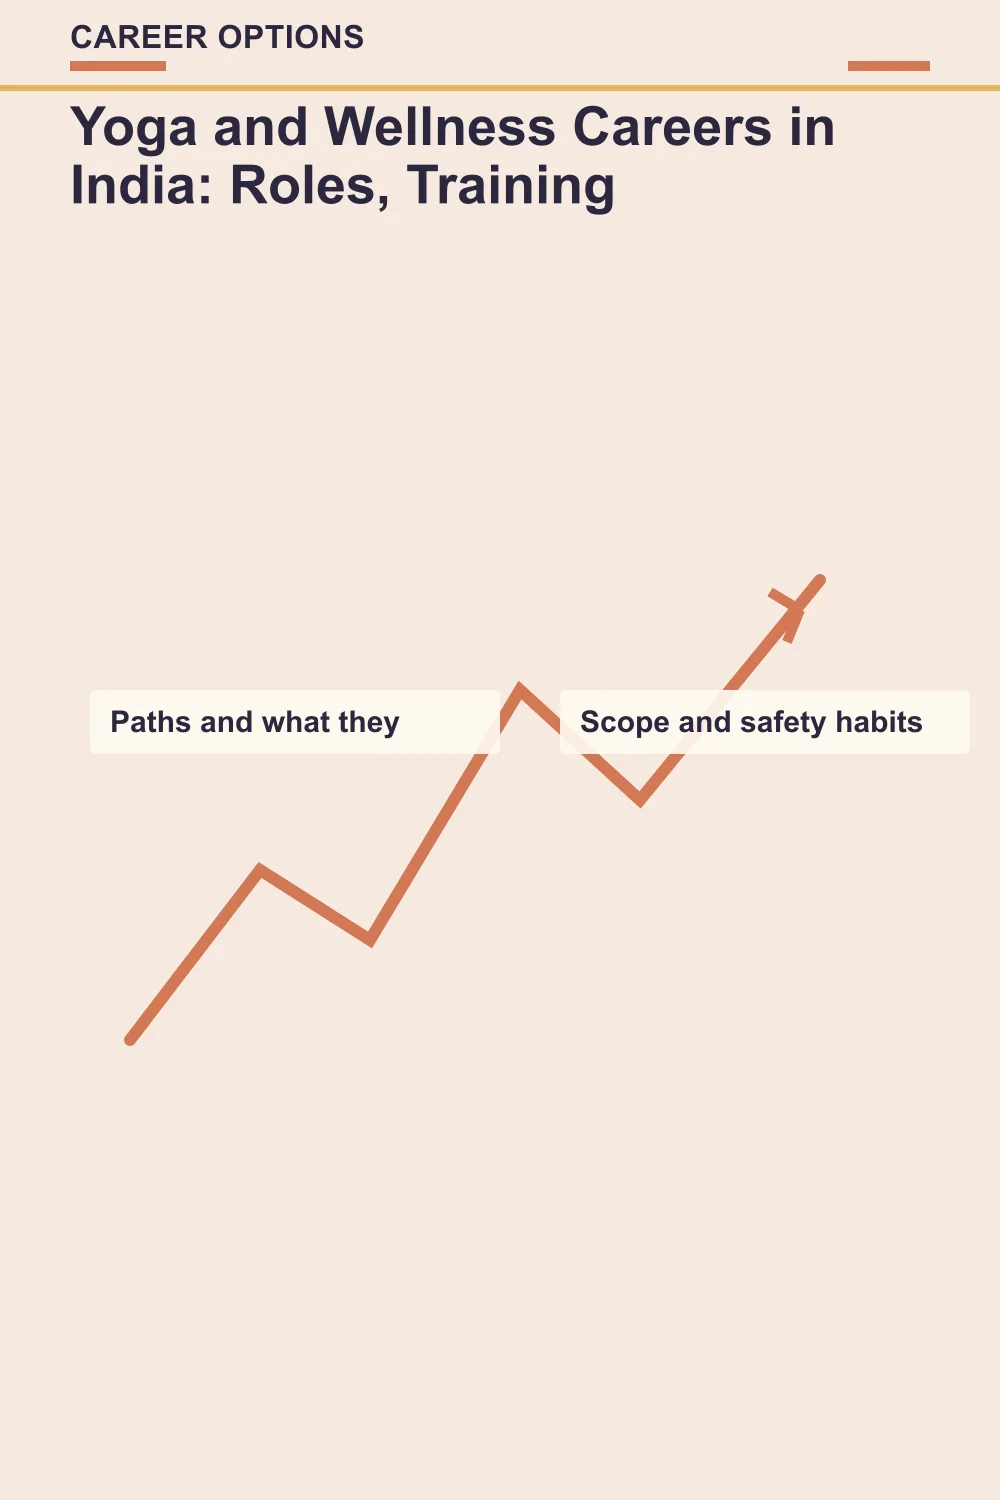 CAREER OPTIONS
Yoga and Wellness Careers in
India: Roles, Training
Paths and what they
Scope and safety habits